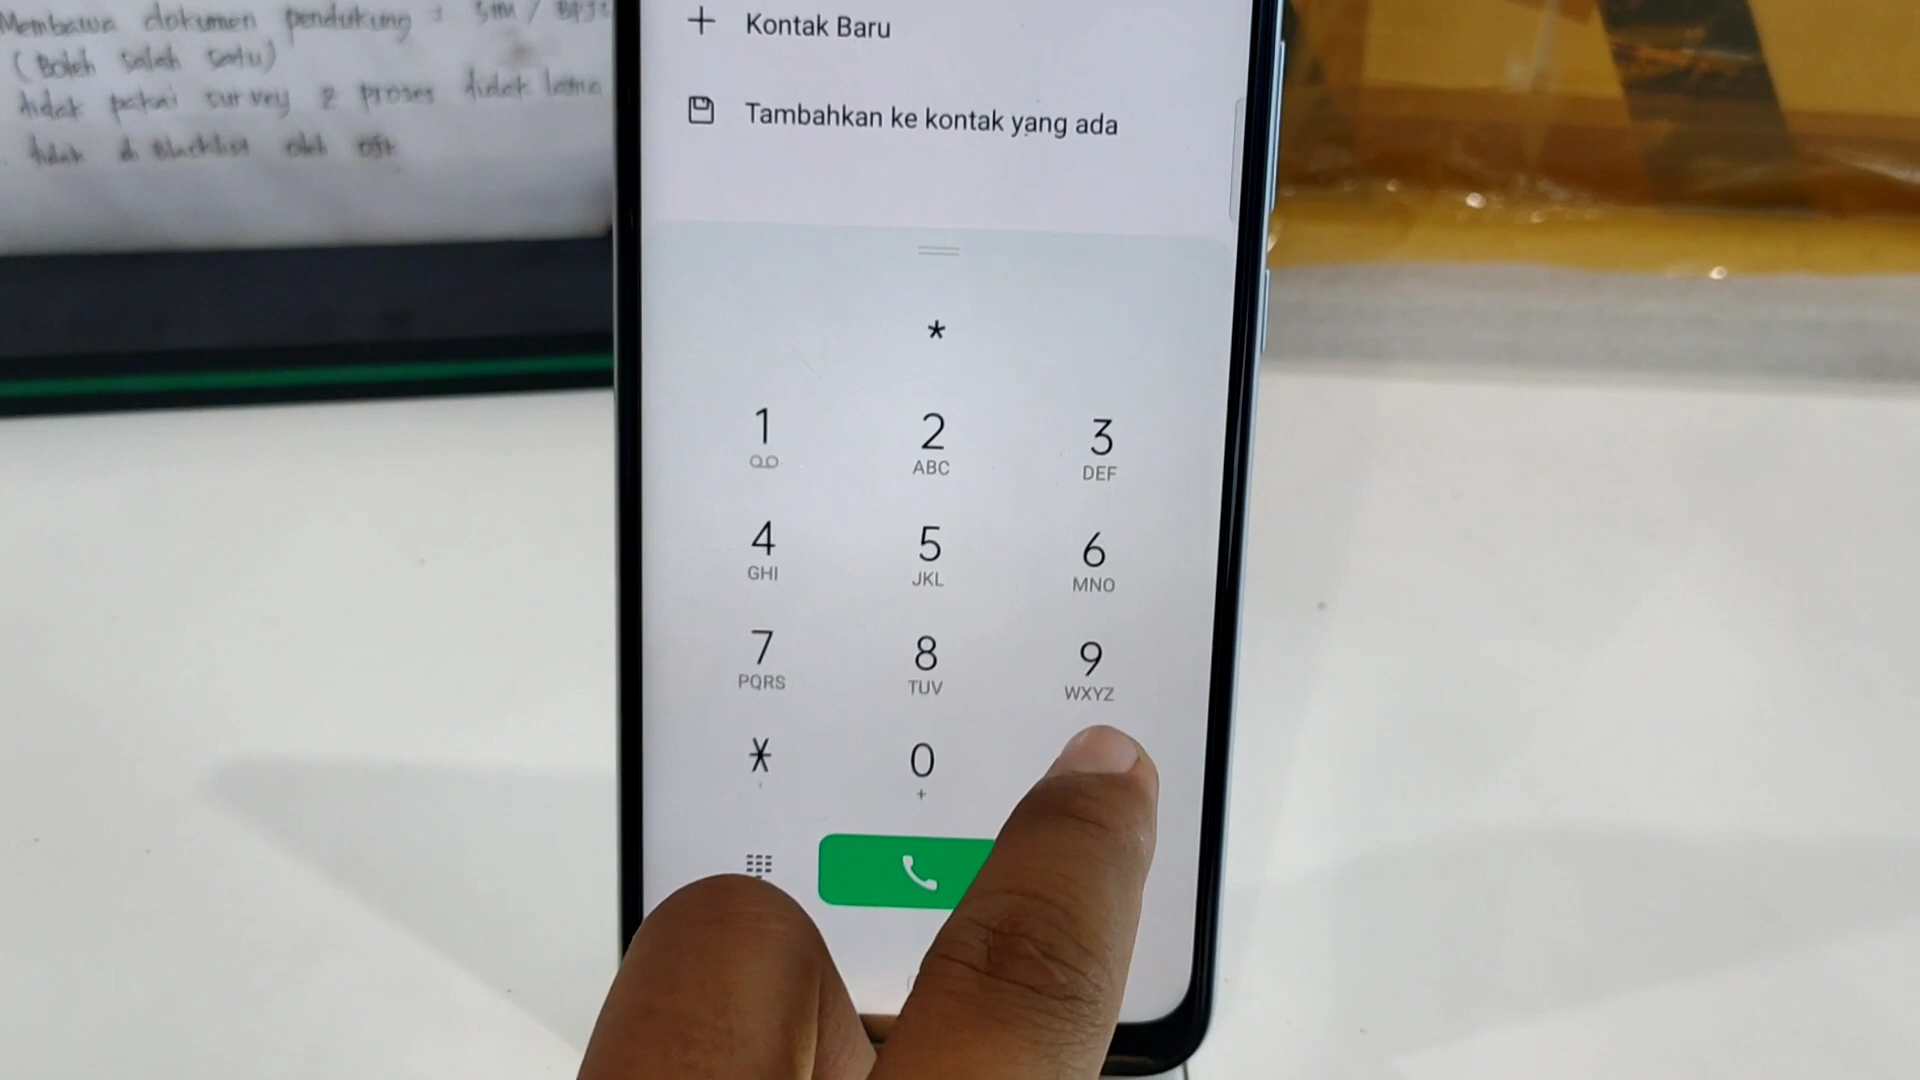 Membawa dokumen pendukung : SIM / BPJS
(Boleh salah satu)
tidak pakai survey & proses tidak lama
tidak di Blacklist oleh
+ Kontak Baru
Tambahkan ke kontak yang ada
*
1 2 3
ABC DEF
4 5 6
GHI JKL MNO
7 8 9
PQRS TUV WXYZ
* 0
, +